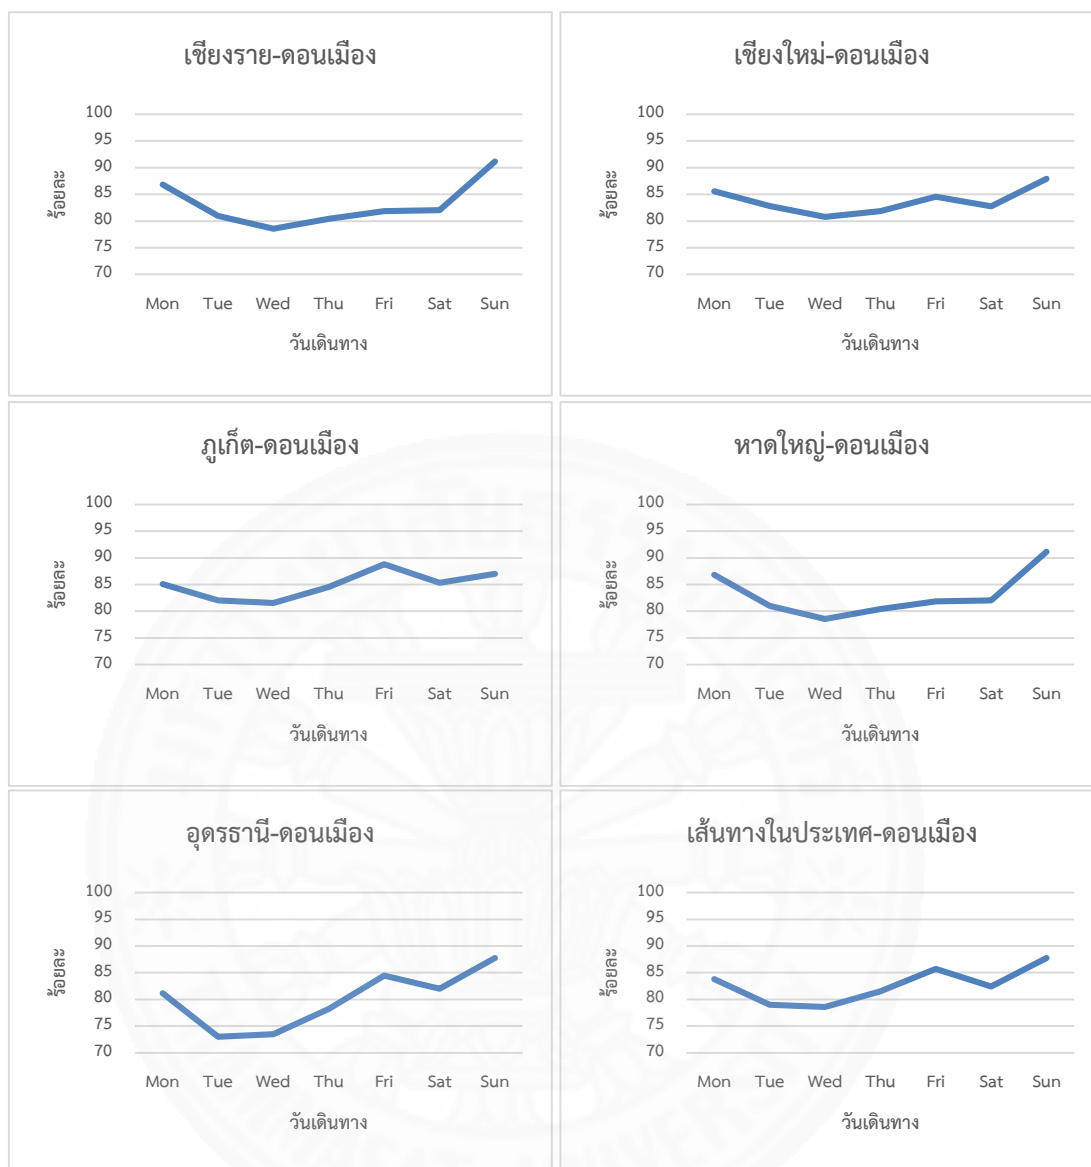 เชียงราย-ดอนเมือง
ร้อยละ
100
95
90
85
80
75
70
Mon Tue Wed Thu Fri Sat Sun
วันเดินทาง
เชียงใหม่-ดอนเมือง
ร้อยละ
100
95
90
85
80
75
70
Mon Tue Wed Thu Fri Sat Sun
วันเดินทาง
ภูเก็ต-ดอนเมือง
ร้อยละ
100
95
90
85
80
75
70
Mon Tue Wed Thu Fri Sat Sun
วันเดินทาง
หาดใหญ่-ดอนเมือง
ร้อยละ
100
95
90
85
80
75
70
Mon Tue Wed Thu Fri Sat Sun
วันเดินทาง
อุดรธานี-ดอนเมือง
ร้อยละ
100
95
90
85
80
75
70
Mon Tue Wed Thu Fri Sat Sun
วันเดินทาง
เส้นทางในประเทศ-ดอนเมือง
ร้อยละ
100
95
90
85
80
75
70
Mon Tue Wed Thu Fri Sat Sun
วันเดินทาง